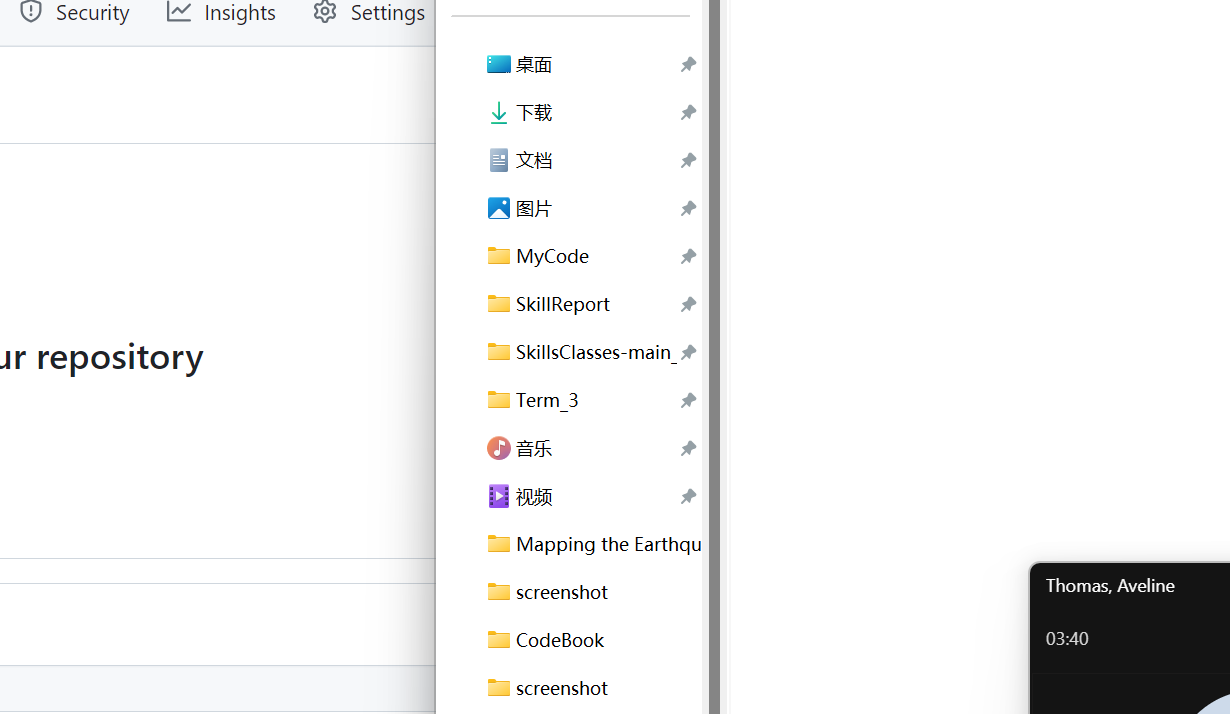 Security
Insights
Settings
ur repository
桌面
下载
文档
图片
MyCode
SkillReport
SkillsClasses-main_
Term_3
音乐
视频
Mapping the Earthqu
screenshot
CodeBook
screenshot
Thomas, Aveline
03:40